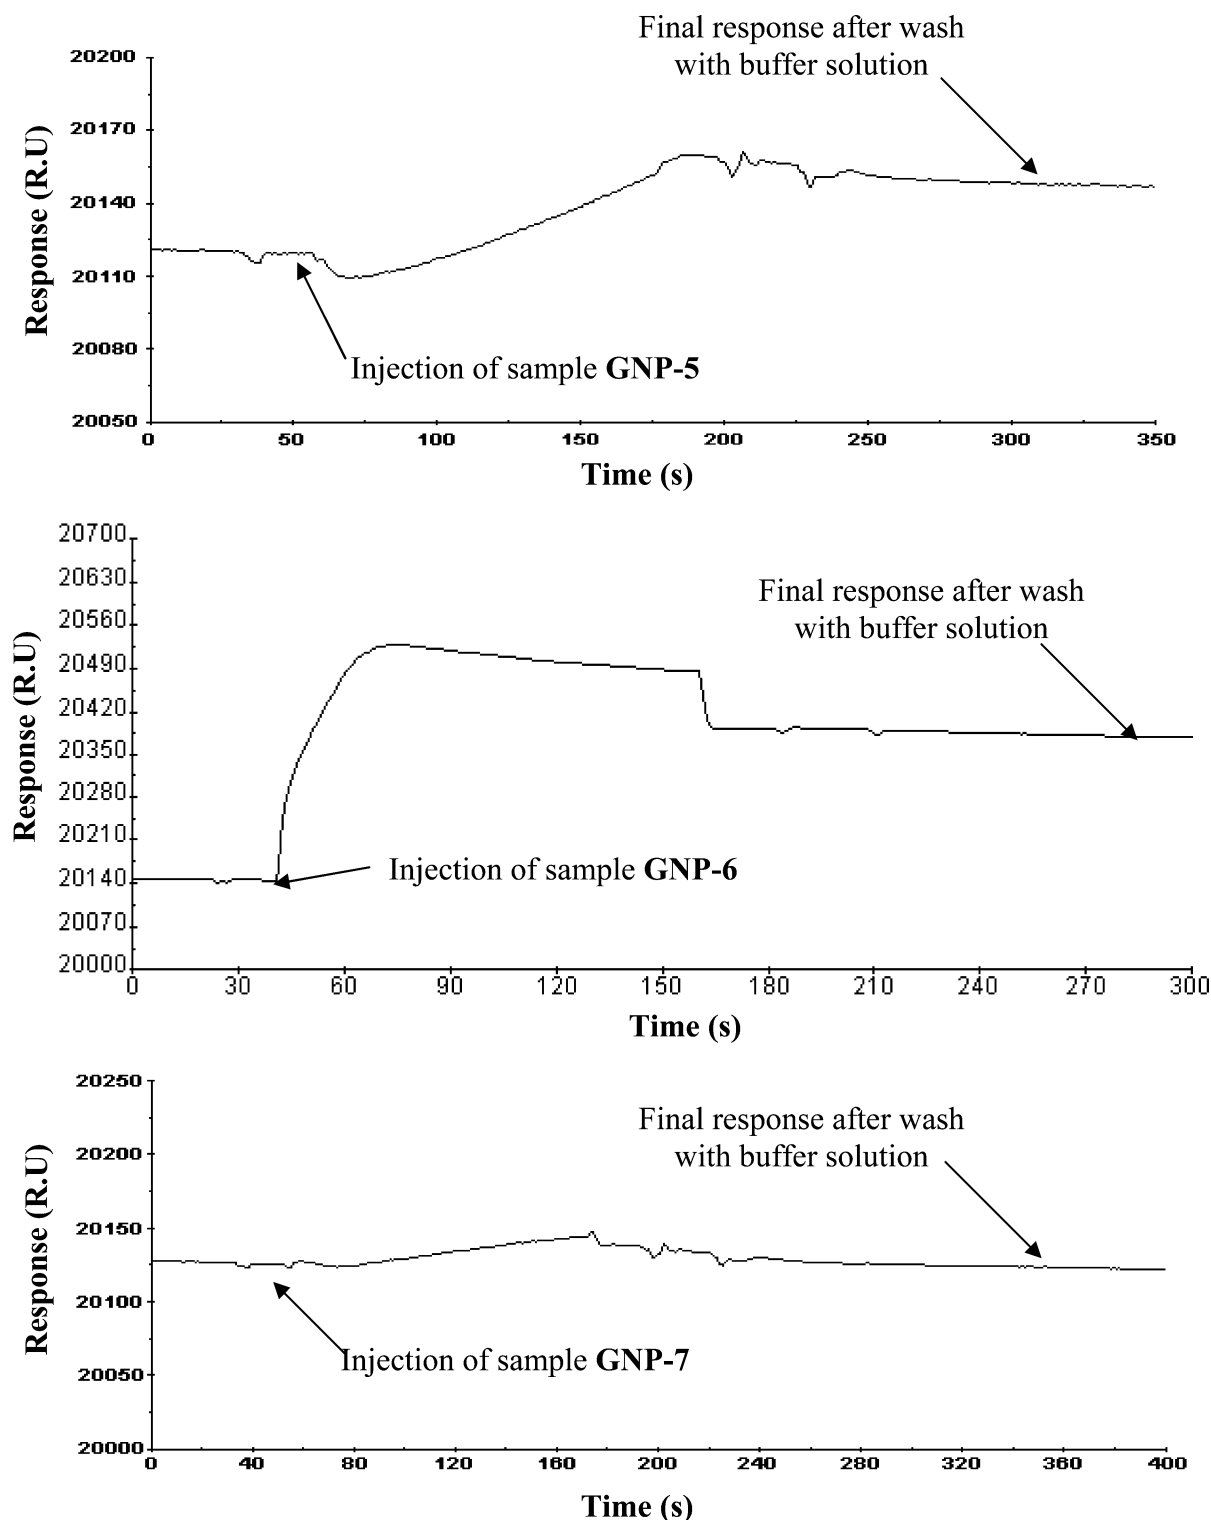 Final response after wash
with buffer solution
20200
20170
20140
20110
20080
20050
Response (R.U)
Injection of sample GNP-5
0 50 100 150 200 250 300 350
Time (s)
20700
20630
20560
20490
20420
20350
20280
20210
20140
20070
20000
Response (R.U)
Final response after wash
with buffer solution
Injection of sample GNP-6
0 30 60 90 120 150 180 210 240 270 300
Time (s)
20250
20200
20150
20100
20050
20000
Response (R.U)
Final response after wash
with buffer solution
Injection of sample GNP-7
0 40 80 120 160 200 240 280 320 360 400
Time (s)